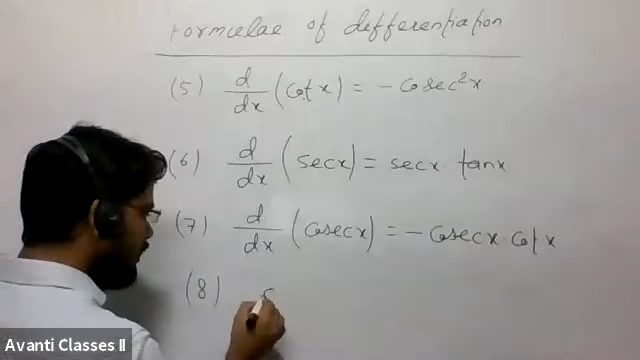 Formulae of differentiation
(5) d/dx (cot x) = - cosec²x
(6) d/dx (secx) = secx tanx
(7) d/dx (cosecx) = - cosecx cot x
(8)
Avanti Classes II